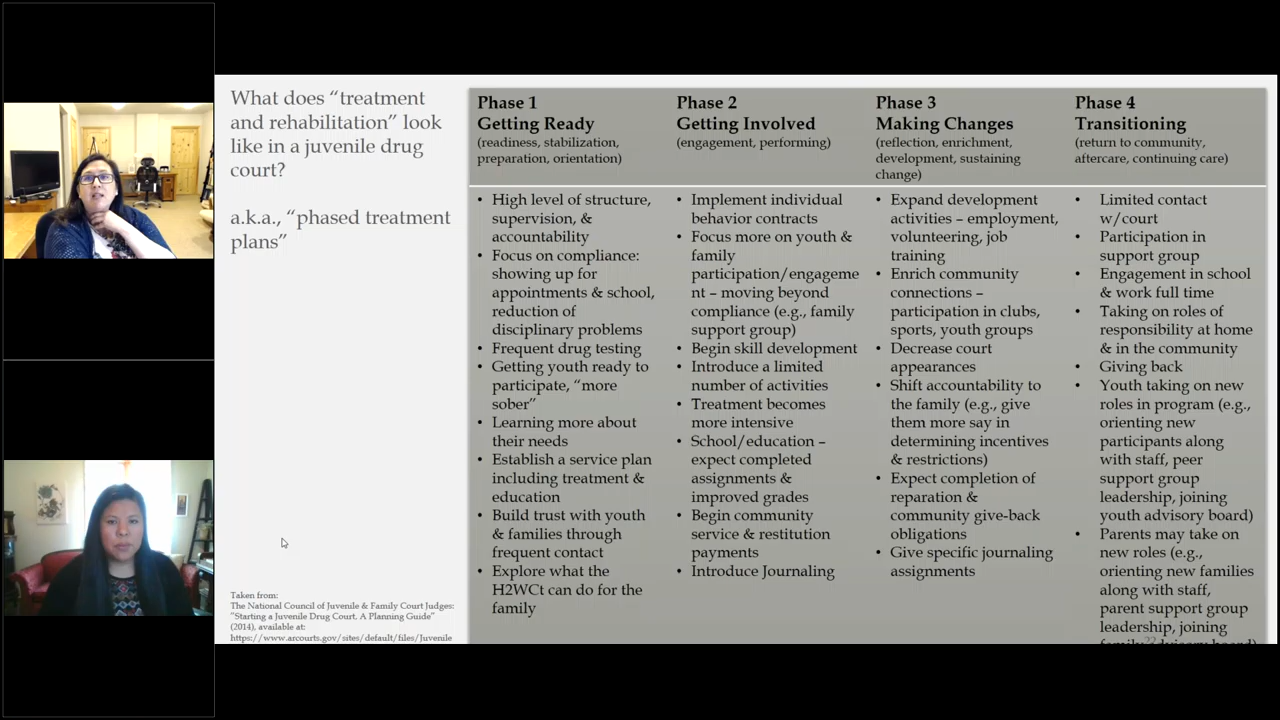 What does “treatment
and rehabilitation” look
like in a juvenile drug
court?
a.k.a., “phased treatment
plans”
Taken from:
The National Council of Juvenile & Family Court Judges:
“Starting a Juvenile Drug Court, A Planning Guide”
(2014), available at:
https://www.arcourts.gov/sites/default/files/Juvenile
Phase 1
Getting Ready
(readiness, stabilization,
preparation, orientation)
• High level of structure,
supervision, &
accountability
• Focus on compliance:
showing up for
appointments & school,
reduction of
disciplinary problems
• Frequent drug testing
• Getting youth ready to
participate, “more
sober”
• Learning more about
their needs
• Establish a service plan
including treatment &
education
• Build trust with youth
& families through
frequent contact
• Explore what the
H2WCt can do for the
family
Phase 2
Getting Involved
(engagement, performing)
• Implement individual
behavior contracts
• Focus more on youth &
family
participation/engageme
nt – moving beyond
compliance (e.g., family
support group)
• Begin skill development
• Introduce a limited
number of activities
• Treatment becomes
more intensive
• School/education –
expect completed
assignments &
improved grades
• Begin community
service & restitution
payments
• Introduce Journaling
Phase 3
Making Changes
(reflection, enrichment,
development, sustaining
change)
• Expand development
activities – employment,
volunteering, job
training
• Enrich community
connections –
participation in clubs,
sports, youth groups
• Decrease court
appearances
• Shift accountability to
the family (e.g., give
them more say in
determining incentives
& restrictions)
• Expect completion of
reparation &
community give-back
obligations
• Give specific journaling
assignments
Phase 4
Transitioning
(return to community,
aftercare, continuing care)
• Limited contact
w/court
• Participation in
support group
• Engagement in school
& work full time
• Taking on roles of
responsibility at home
& in the community
• Giving back
• Youth taking on new
roles in program (e.g.,
orienting new
participants along
with staff, peer
support group
leadership, joining
youth advisory board)
• Parents may take on
new roles (e.g.,
orienting new families
along with staff,
parent support group
leadership, joining
family advisory board)